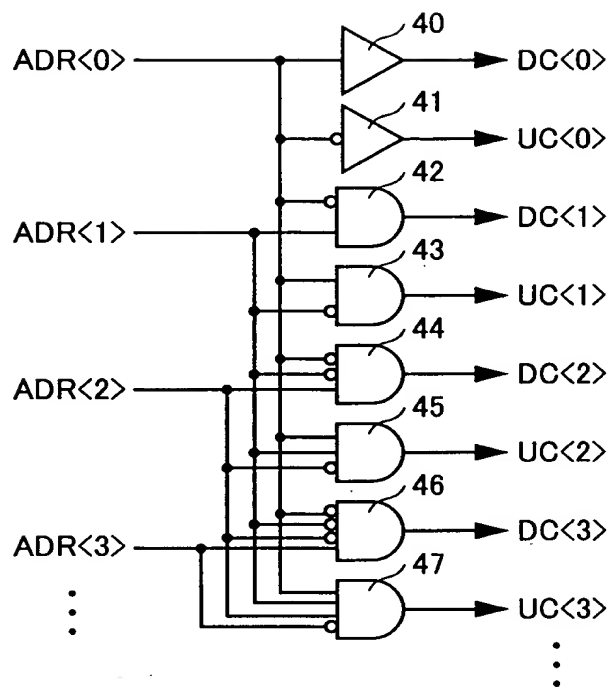 40
ADR<0> DC<0>
41
UC<0>
42
ADR<1> DC<1>
43
UC<1>
44
ADR<2> DC<2>
45
UC<2>
46
ADR<3> DC<3>
47
UC<3>